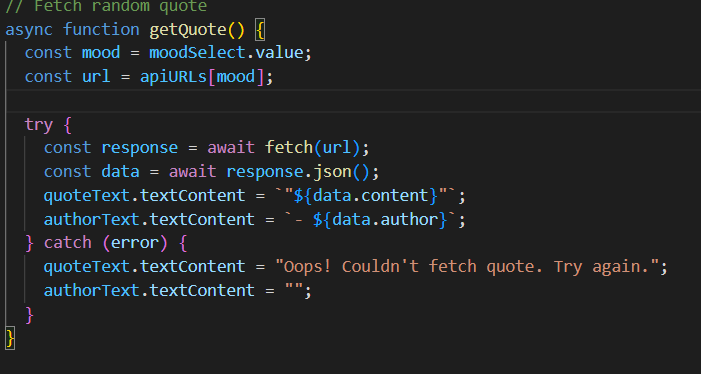 // Fetch random quote
async function getQuote() {
  const mood = moodSelect.value;
  const url = apiURLs[mood];
  try {
    const response = await fetch(url);
    const data = await response.json();
    quoteText.textContent = `"${data.content}"`;
    authorText.textContent = `- ${data.author}`;
  } catch (error) {
    quoteText.textContent = "Oops! Couldn't fetch quote. Try again.";
    authorText.textContent = "";
  }
}